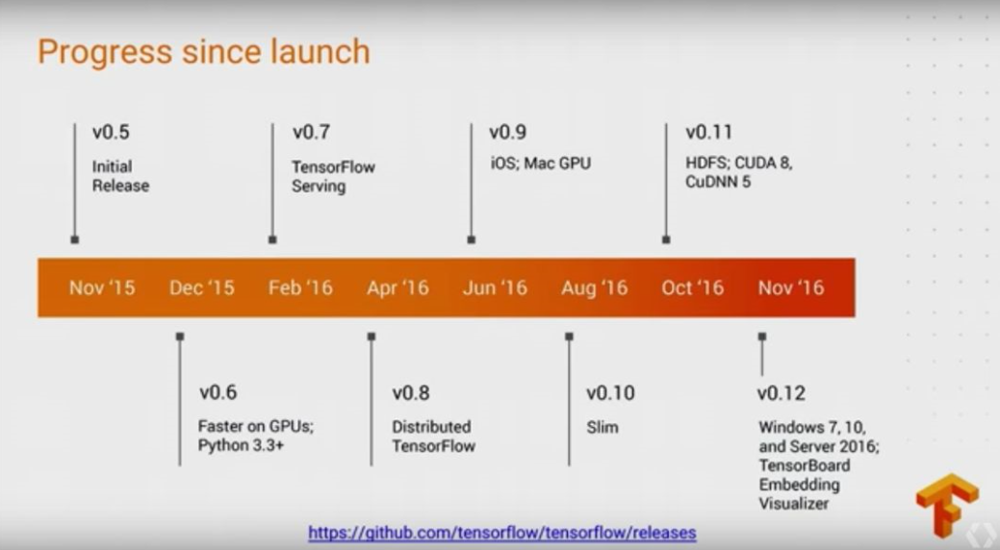 Progress since launch
v0.5
Initial
Release
v0.7
TensorFlow
Serving
v0.9
iOS; Mac GPU
v0.11
HDFS; CUDA 8,
CuDNN 5
Nov ‘15 Dec ‘15 Feb ‘16 Apr ‘16 Jun ‘16 Aug ‘16 Oct ‘16 Nov ‘16
v0.6
Faster on GPUs;
Python 3.3+
v0.8
Distributed
TensorFlow
v0.10
Slim
v0.12
Windows 7, 10,
and Server 2016;
TensorBoard
Embedding
Visualizer
https://github.com/tensorflow/tensorflow/releases